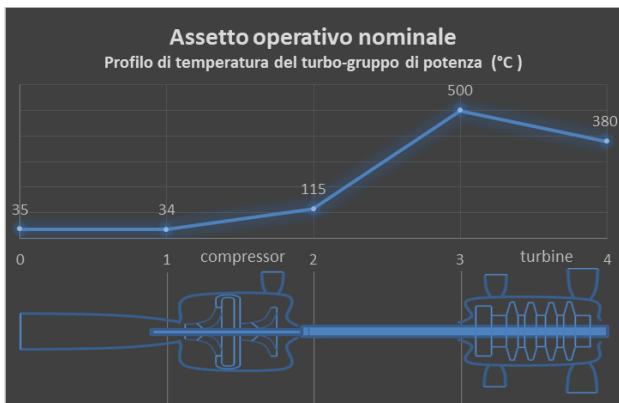 Assetto operativo nominale
Profilo di temperatura del turbo-gruppo di potenza (°C )
500
380
115
35
34
0 1 compressor 2 3 turbine 4